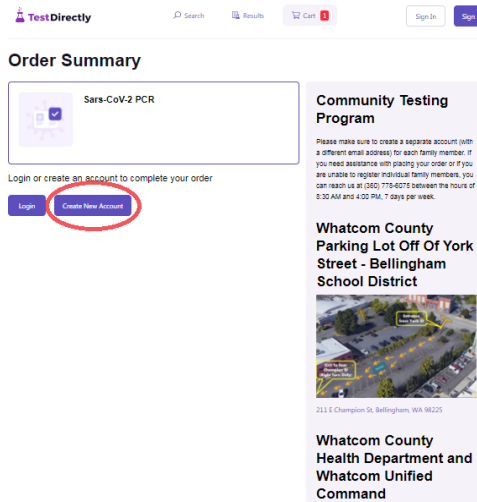 TestDirectly
Search
Results
Cart 1
Sign In
Sign
Order Summary
Sars-CoV-2 PCR
Login or create an account to complete your order
Login
Create New Account
Community Testing
Program
Please make sure to create a separate account (with
a different email address) for each family member. If
you need assistance with placing your order or if you
are unable to register individual family members, you
can reach us at (360) 778-6075 between the hours of
8:30 AM and 4:00 PM, 7 days per week.
Whatcom County
Parking Lot Off Of York
Street - Bellingham
School District
211 E Champion St, Bellingham, WA 98225
Whatcom County
Health Department and
Whatcom Unified
Command